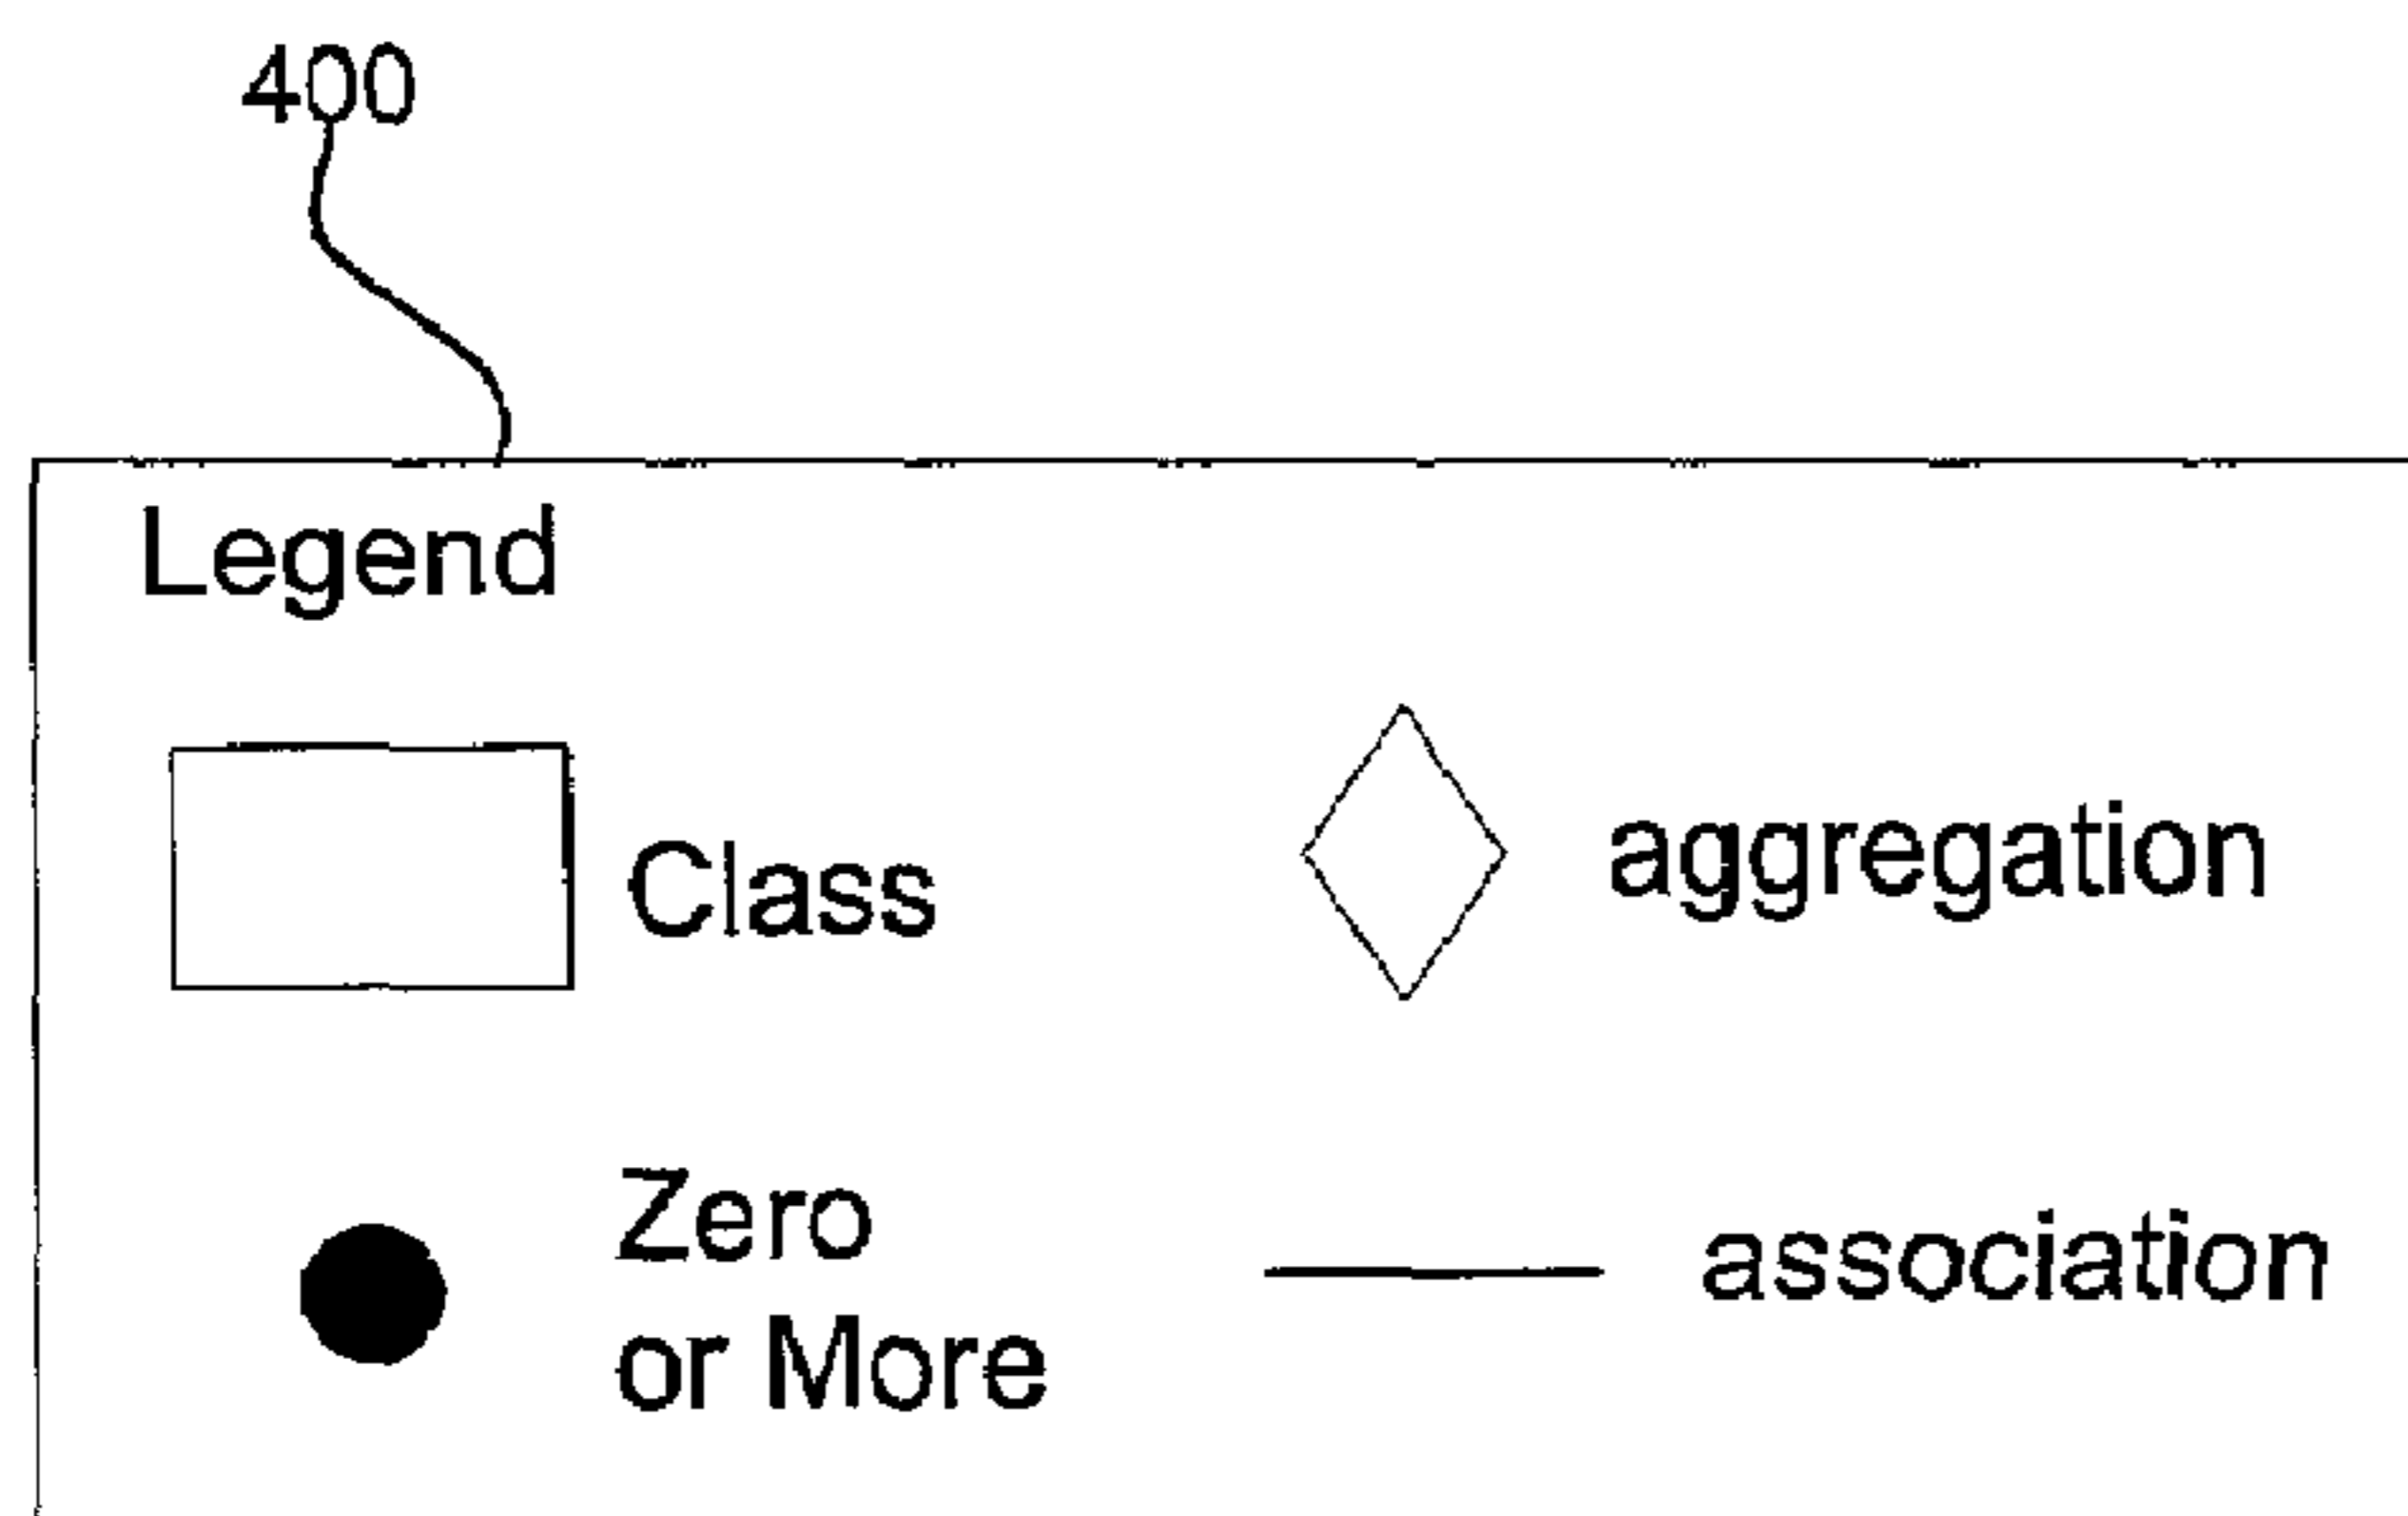 400
Legend
Class
aggregation
Zero
or More
association